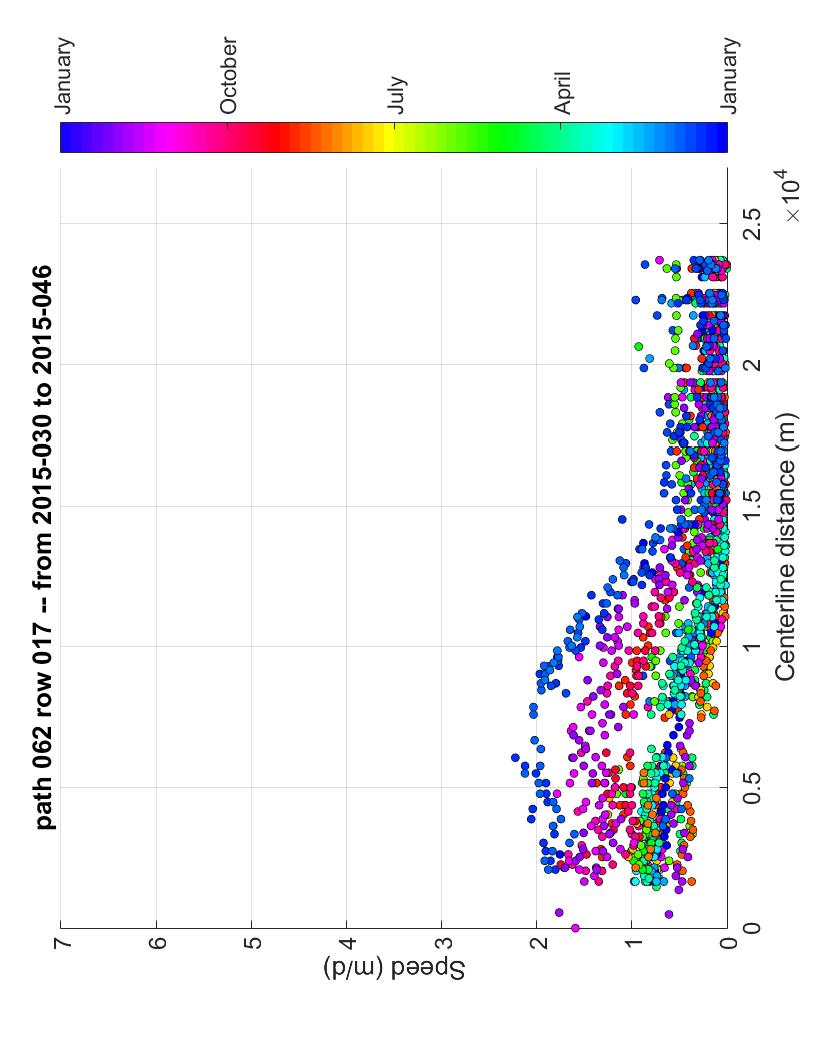 path 062 row 017 -- from 2015-030 to 2015-046
January
October
July
April
January
7
6
5
4
3
2
1
0
Speed (m/d)
0
0.5
1
1.5
2
2.5
×10⁴
Centerline distance (m)